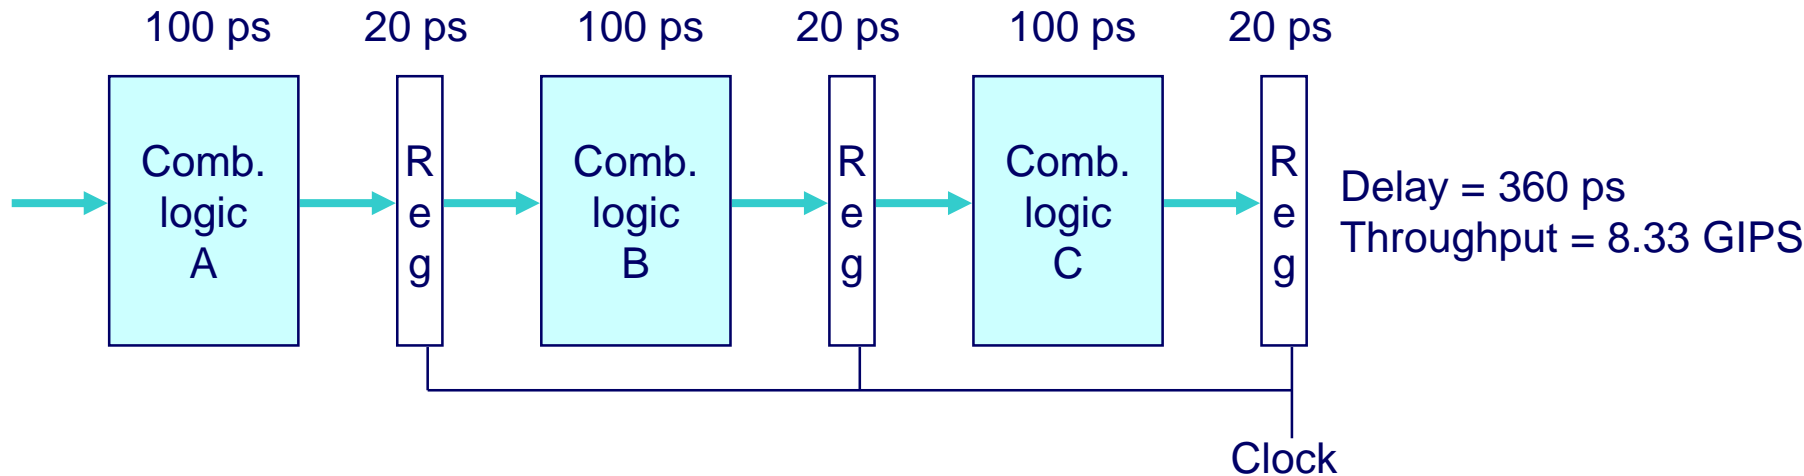 100 ps 20 ps 100 ps 20 ps 100 ps 20 ps
Comb.
logic
A
R
e
g
Comb.
logic
B
R
e
g
Comb.
logic
C
R
e
g
Delay = 360 ps
Throughput = 8.33 GIPS
Clock